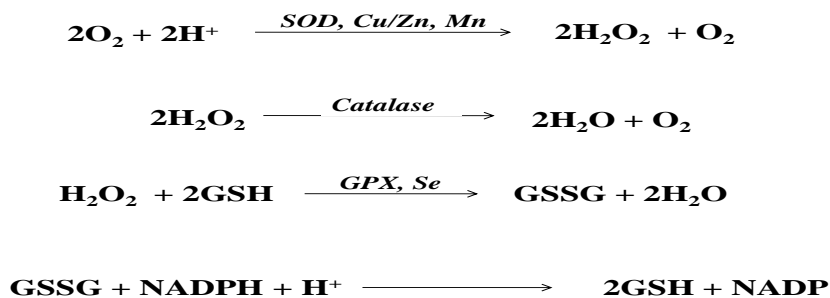 2O₂ + 2H⁺ SOD, Cu/Zn, Mn 2H₂O₂ + O₂
2H₂O₂ Catalase 2H₂O + O₂
H₂O₂ + 2GSH GPX, Se GSSG + 2H₂O
GSSG + NADPH + H⁺ 2GSH + NADP